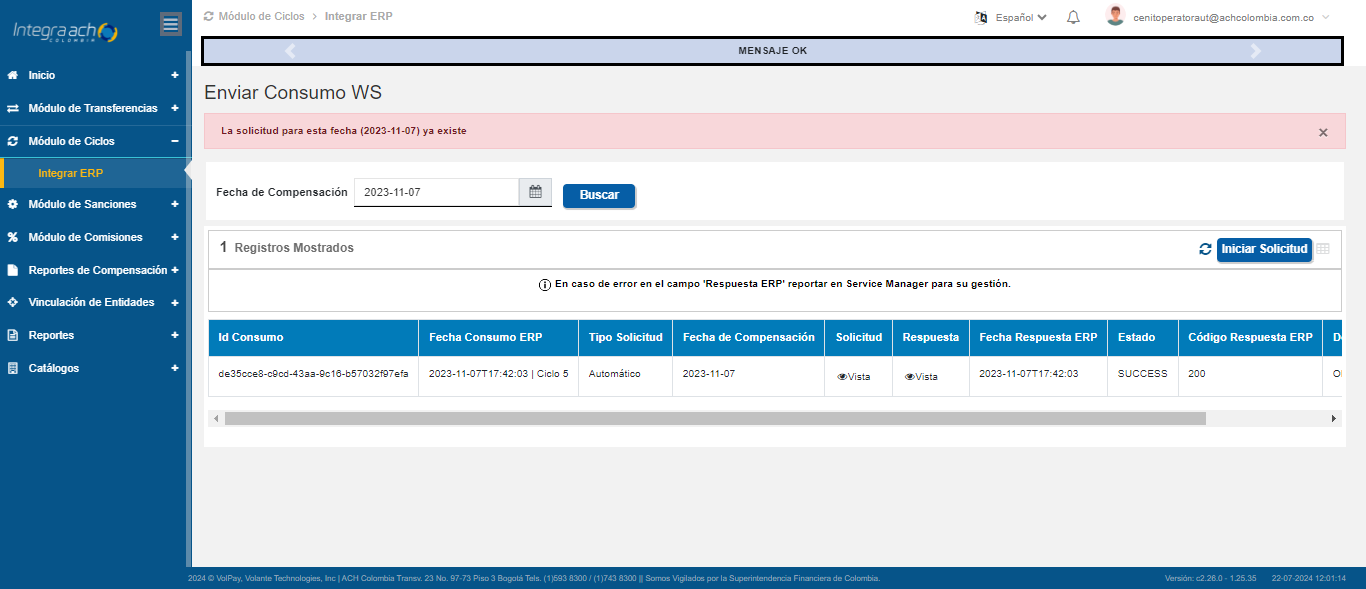 Integra ach
COLOMBIA
Módulo de Ciclos > Integrar ERP
Español
cenitoperatoraut@achcolombia.com.co
MENSAJE OK
Inicio +
Módulo de Transferencias +
Módulo de Ciclos −
Integrar ERP
Módulo de Sanciones +
Módulo de Comisiones +
Reportes de Compensación +
Vinculación de Entidades +
Reportes +
Catálogos +
Enviar Consumo WS
La solicitud para esta fecha (2023-11-07) ya existe ×
Fecha de Compensación 2023-11-07 Buscar
1 Registros Mostrados Iniciar Solicitud
En caso de error en el campo 'Respuesta ERP' reportar en Service Manager para su gestión.
Id Consumo Fecha Consumo ERP Tipo Solicitud Fecha de Compensación Solicitud Respuesta Fecha Respuesta ERP Estado Código Respuesta ERP
de35cce8-c9cd-43aa-9c16-b57032f97efa 2023-11-07T17:42:03 | Ciclo 5 Automático 2023-11-07 Vista Vista 2023-11-07T17:42:03 SUCCESS 200
2024 © VolPay, Volante Technologies, Inc | ACH Colombia Transv. 23 No. 97-73 Piso 3 Bogotá Tels. (1)593 8300 / (1)743 8300 || Somos Vigilados por la Superintendencia Financiera de Colombia. Versión: c2.26.0 - 1.25.35 22-07-2024 12:01:14